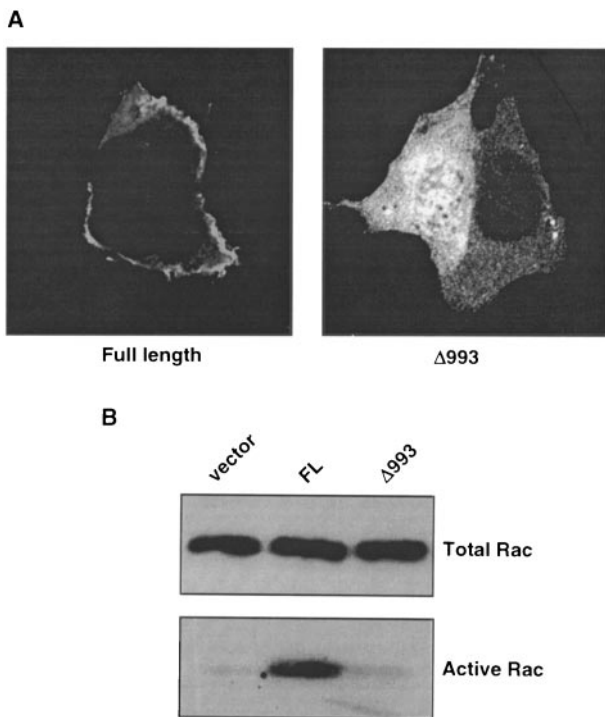 A
Full length
Δ993
B
vector
FL
Δ993
Total Rac
Active Rac